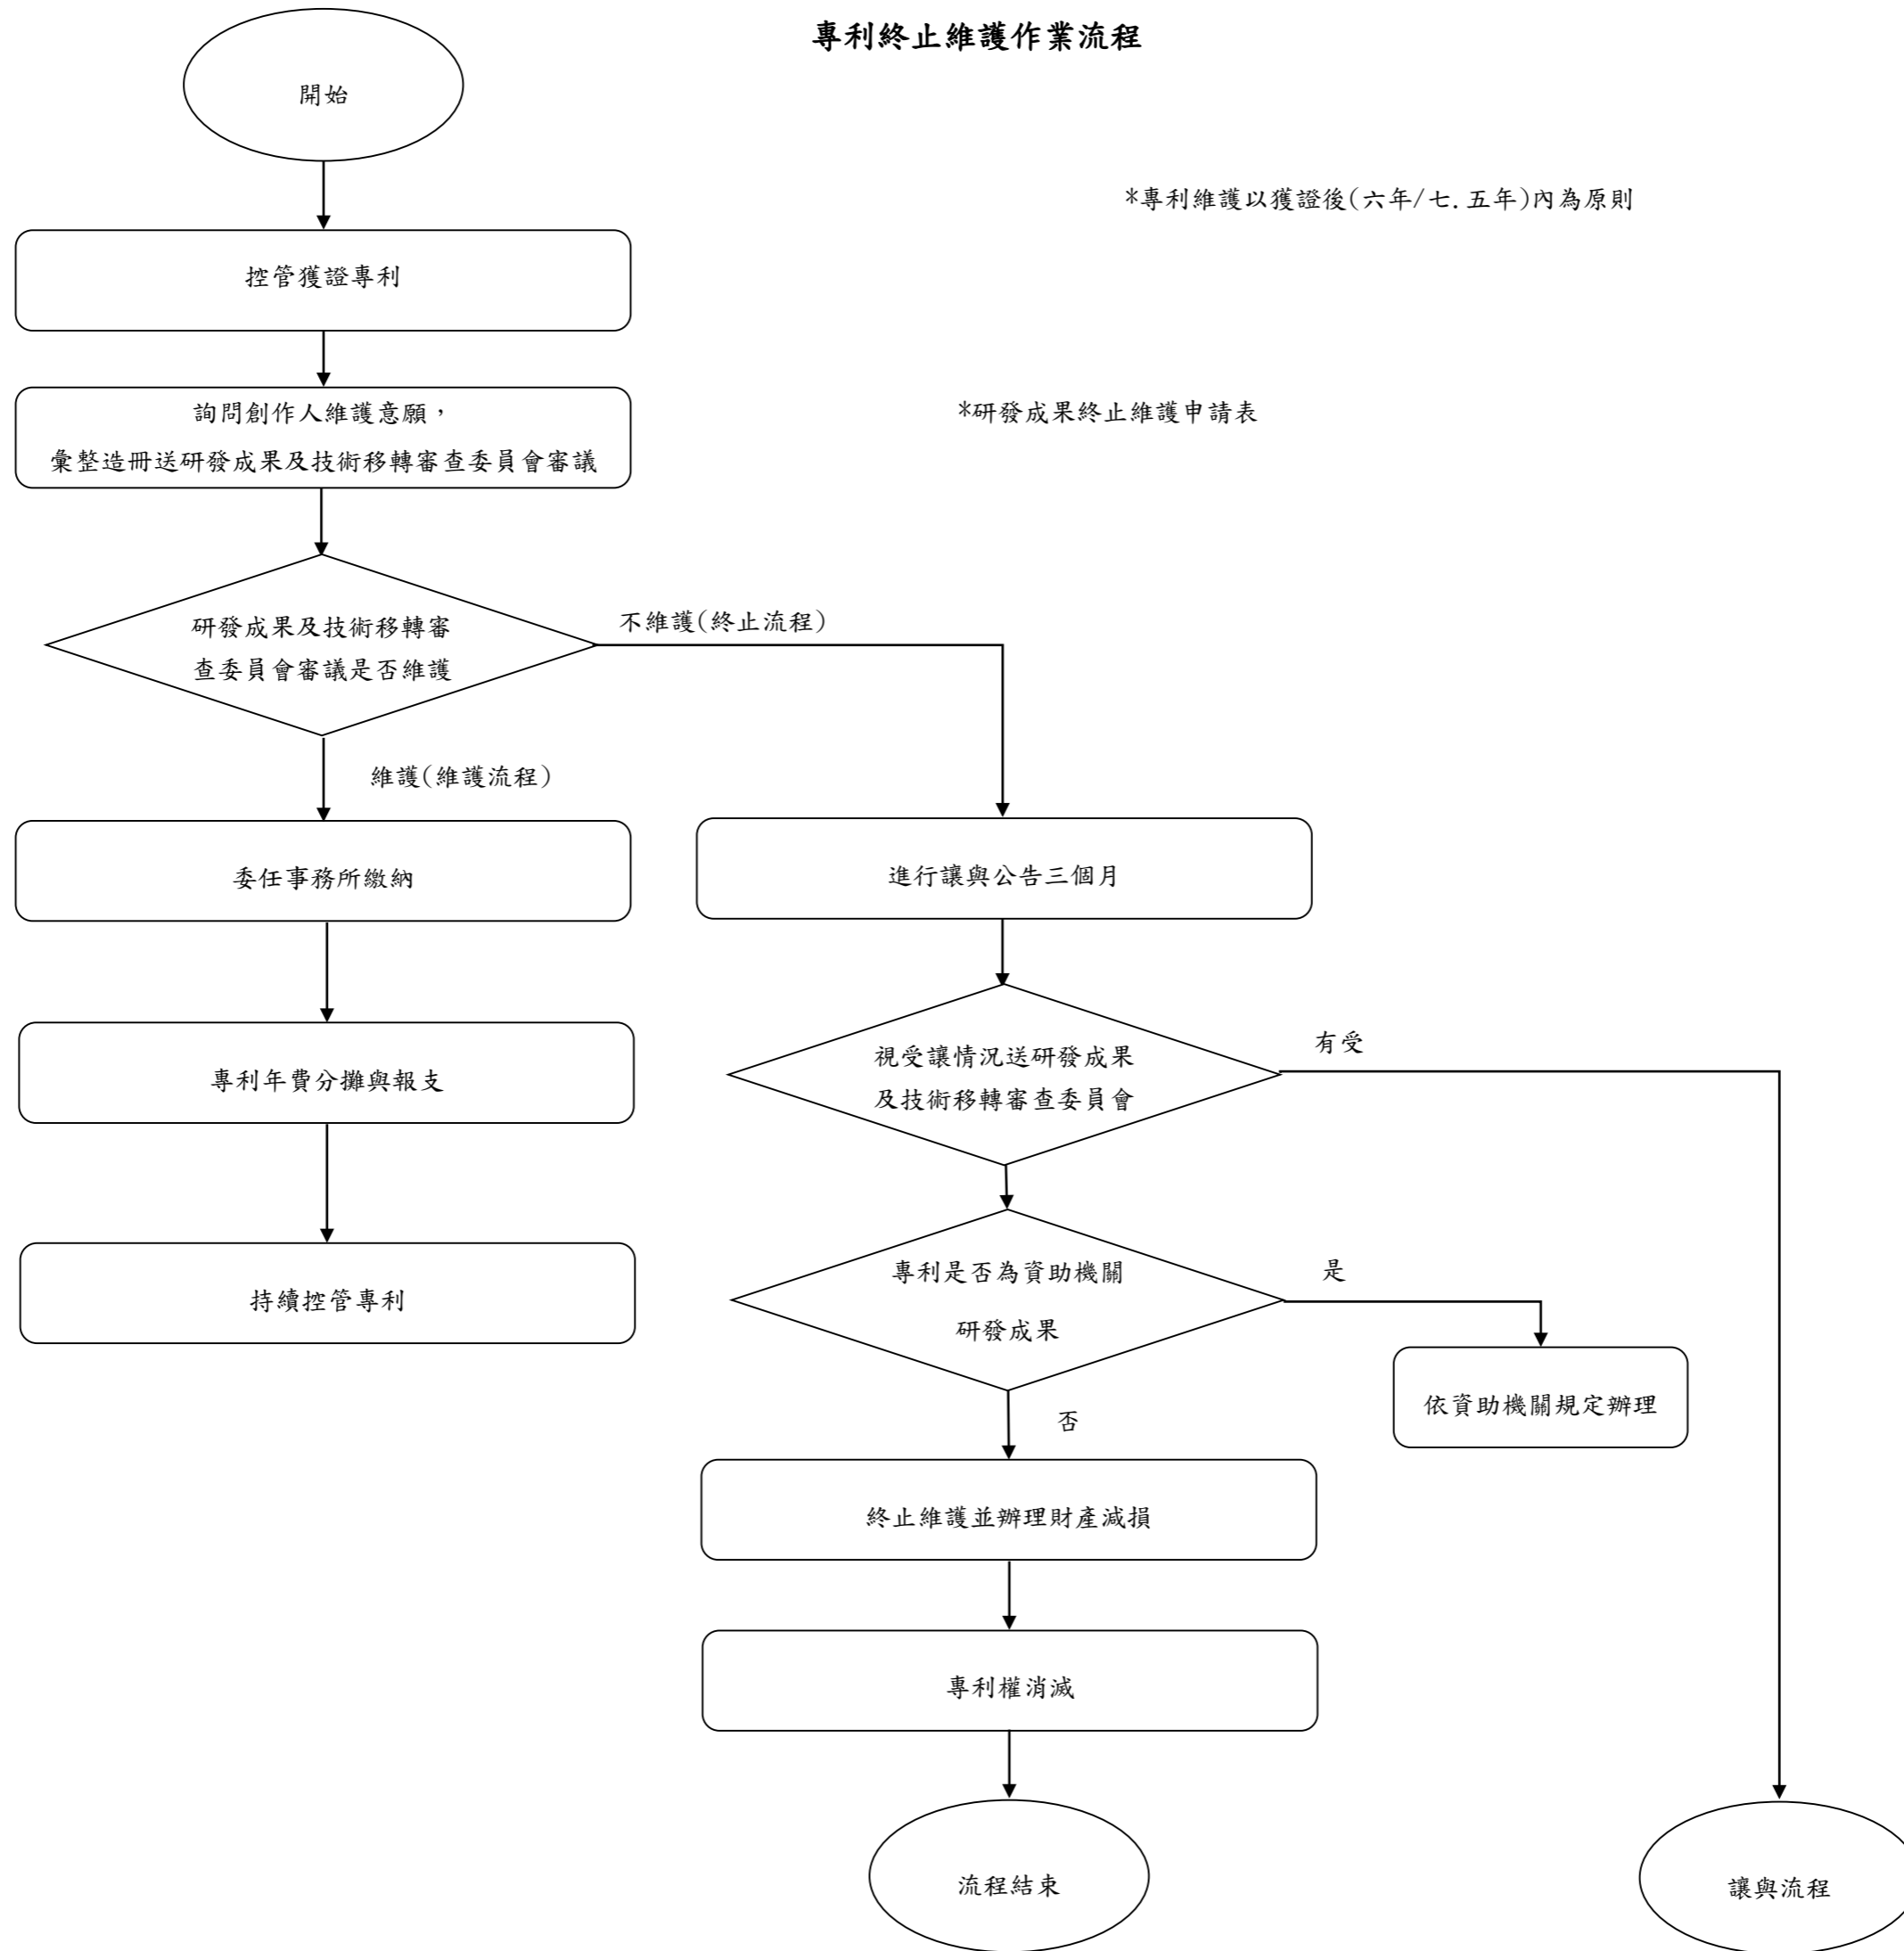 專利終止維護作業流程
開始
*專利維護以獲證後(六年/七.五年)內為原則
控管獲證專利
詢問創作人維護意願，
彙整造冊送研發成果及技術移轉審查委員會審議
*研發成果終止維護申請表
研發成果及技術移轉審
查委員會審議是否維護
不維護(終止流程)
維護(維護流程)
委任事務所繳納
專利年費分攤與報支
持續控管專利
進行讓與公告三個月
視受讓情況送研發成果
及技術移轉審查委員會
有受
專利是否為資助機關
研發成果
是
依資助機關規定辦理
否
終止維護並辦理財產減損
專利權消滅
流程結束
讓與流程